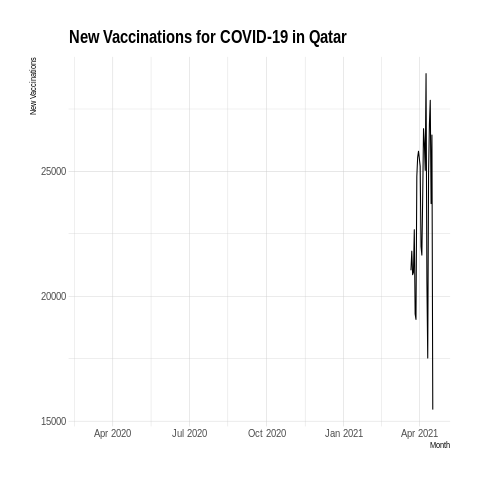 New Vaccinations for COVID-19 in Qatar
New Vaccinations
25000
20000
15000
Apr 2020 Jul 2020 Oct 2020 Jan 2021 Apr 2021
Month